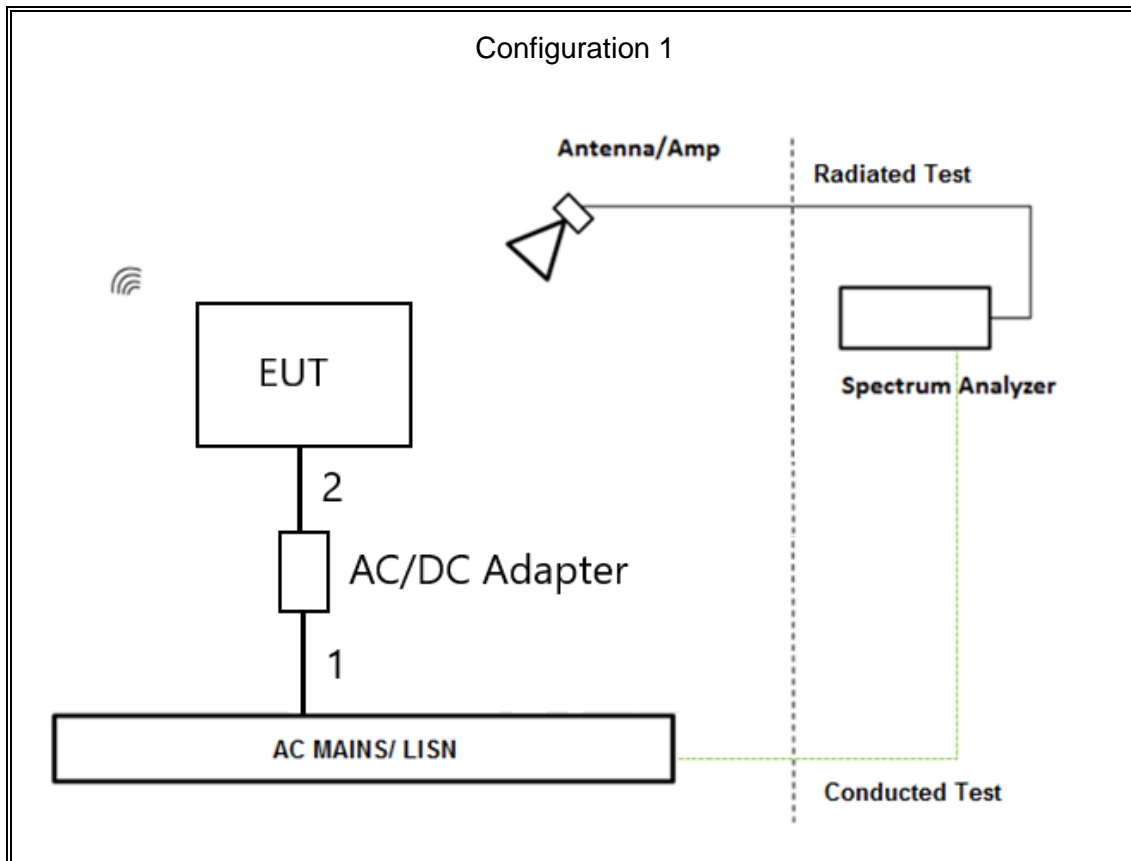 Configuration 1
Antenna/Amp
Radiated Test
EUT
Spectrum Analyzer
2
AC/DC Adapter
1
AC MAINS/ LISN
Conducted Test